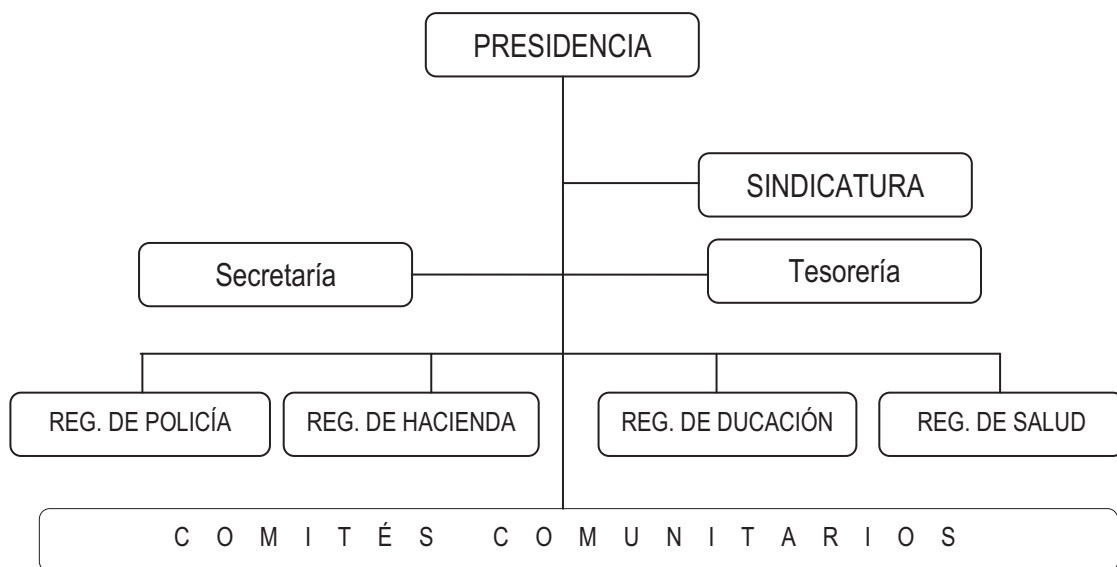 PRESIDENCIA
SINDICATURA
Secretaría
Tesorería
REG. DE POLICÍA
REG. DE HACIENDA
REG. DE DUCACIÓN
REG. DE SALUD
C O M I T É S C O M U N I T A R I O S